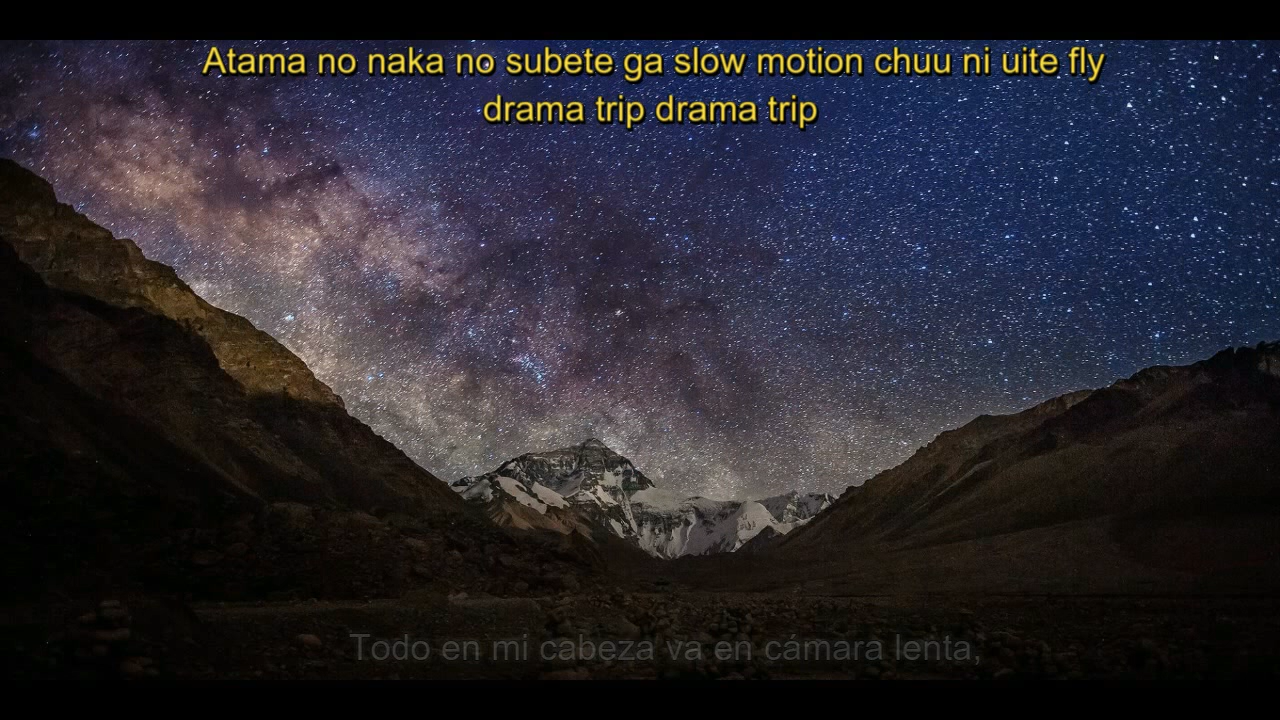 Atama no naka no subete ga slow motion chuu ni uite fly
drama trip drama trip
Todo en mi cabeza va en cámara lenta,